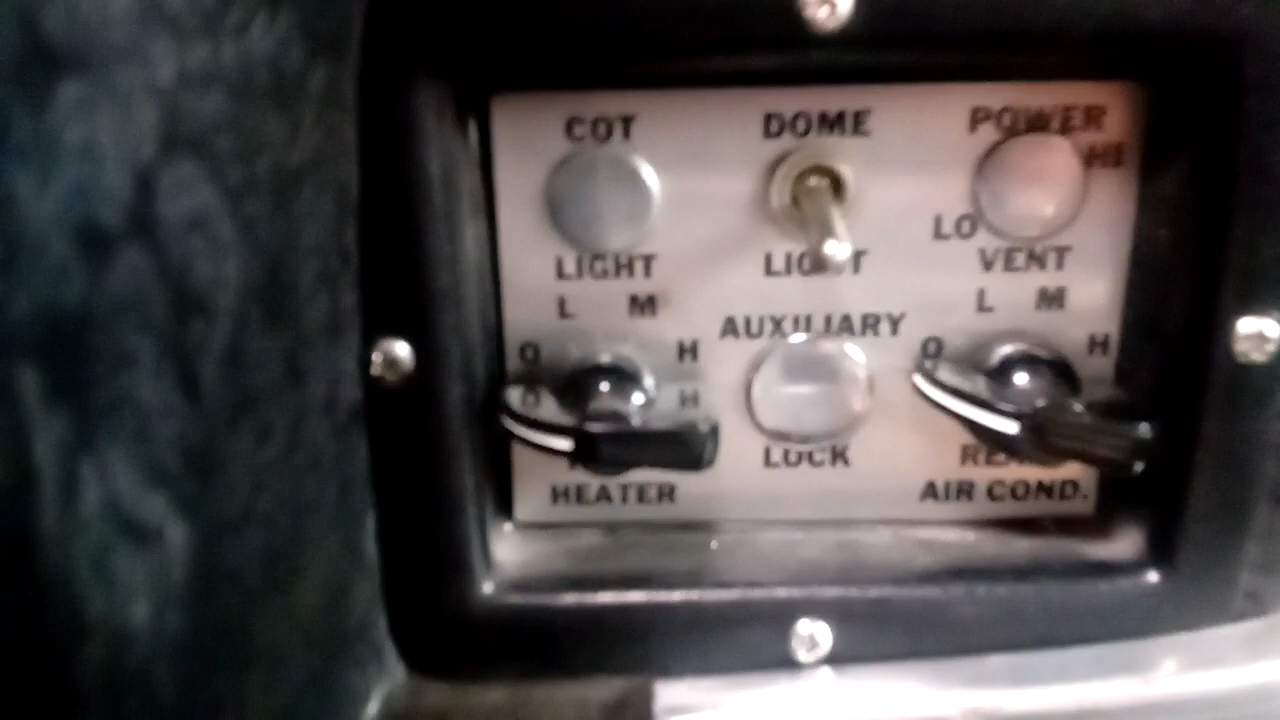 COT DOME POWER
HI
LO
LIGHT LIGHT VENT
L M L M
AUXILIARY
O H O H
O H
LOCK
HEATER AIR COND.